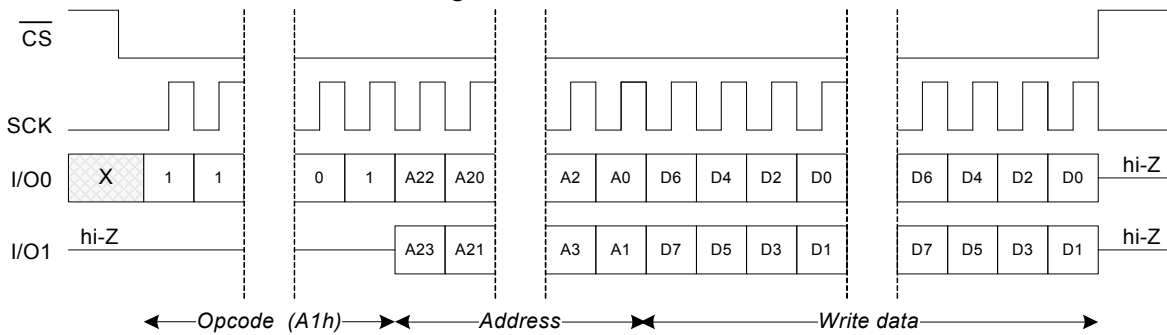 CS
SCK
I/O0 X 1 1 0 1 A22 A20 A2 A0 D6 D4 D2 D0 D6 D4 D2 D0 hi-Z
I/O1 hi-Z A23 A21 A3 A1 D7 D5 D3 D1 D7 D5 D3 D1 hi-Z
Opcode (A1h) Address Write data